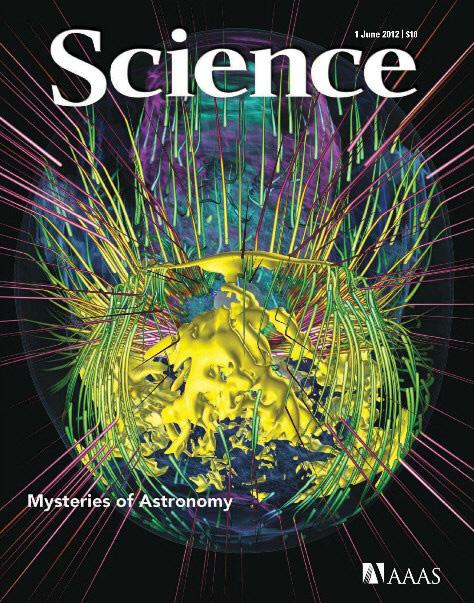 Science
1 June 2012 | $10
Mysteries of Astronomy
AAAS